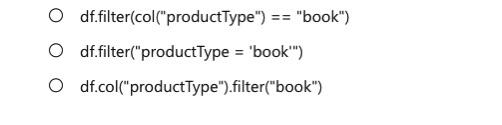 df.filter(col("productType") == "book")
df.filter("productType = 'book'")
df.col("productType").filter("book")